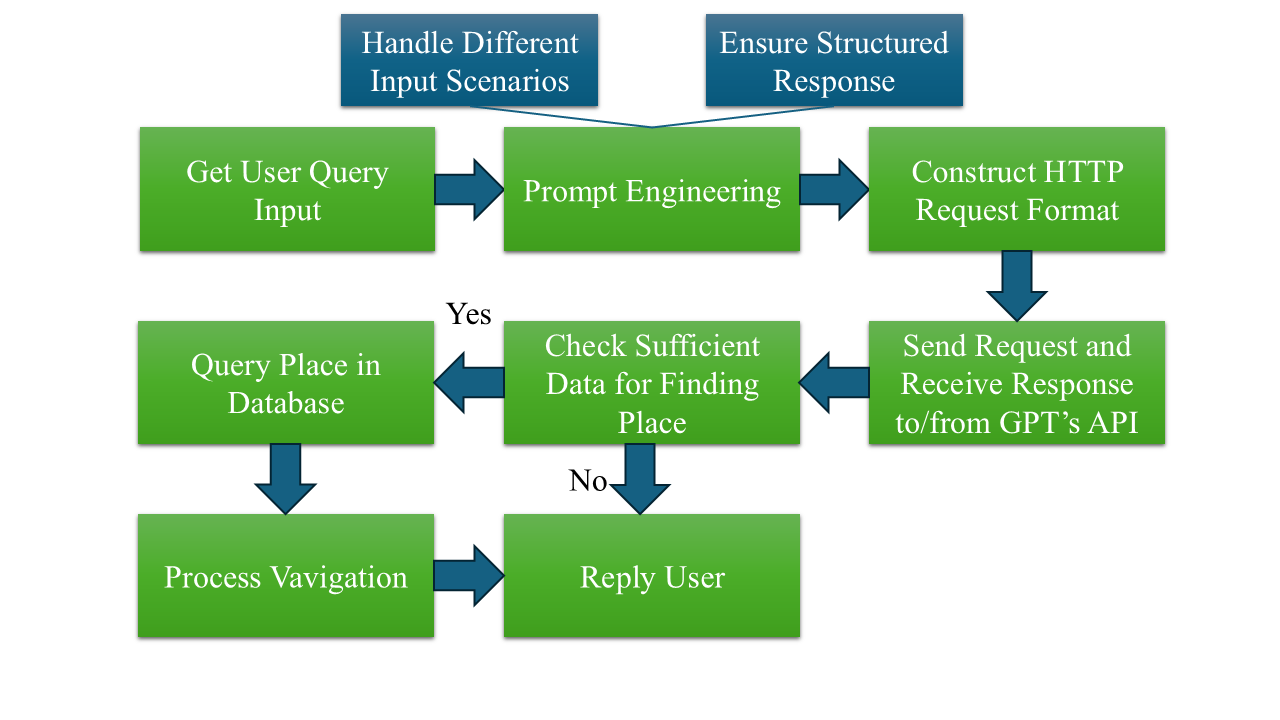 Handle Different
Input Scenarios
Ensure Structured
Response
Get User Query
Input
Prompt Engineering
Construct HTTP
Request Format
Yes
Query Place in
Database
Check Sufficient
Data for Finding
Place
Send Request and
Receive Response
to/from GPT’s API
No
Process Vavigation
Reply User